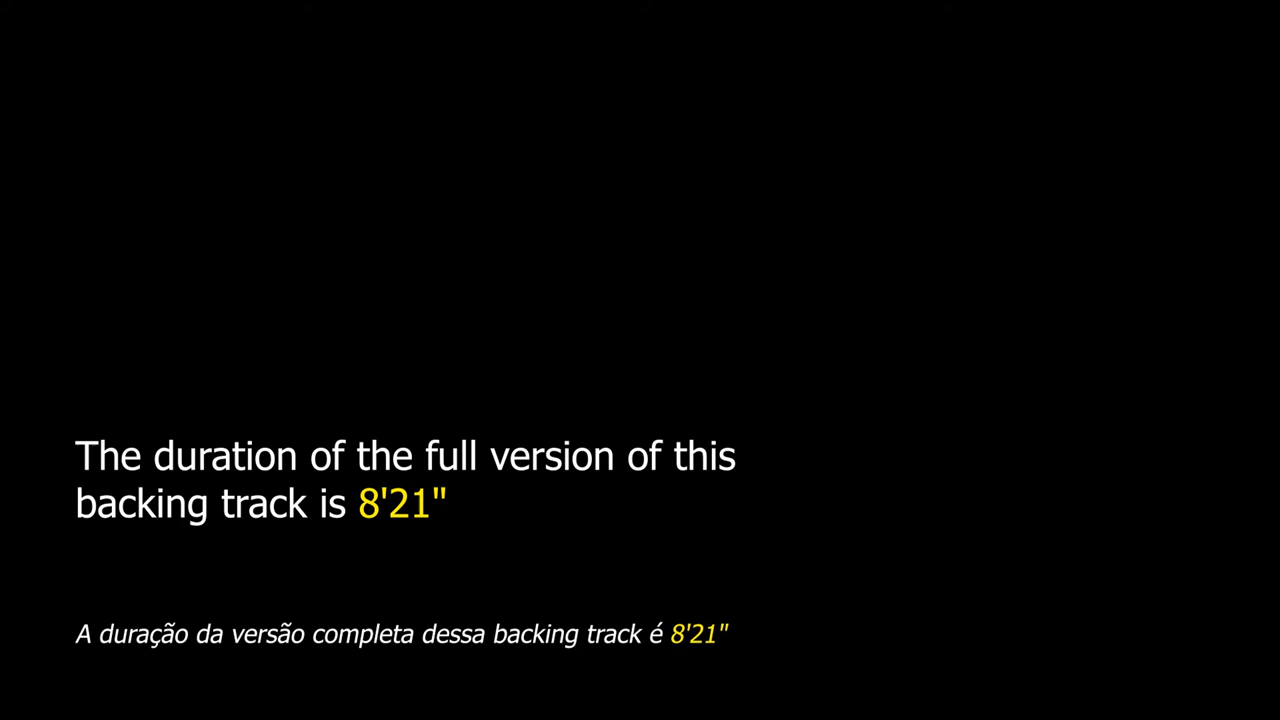 The duration of the full version of this
backing track is 8'21"
A duração da versão completa dessa backing track é 8'21"